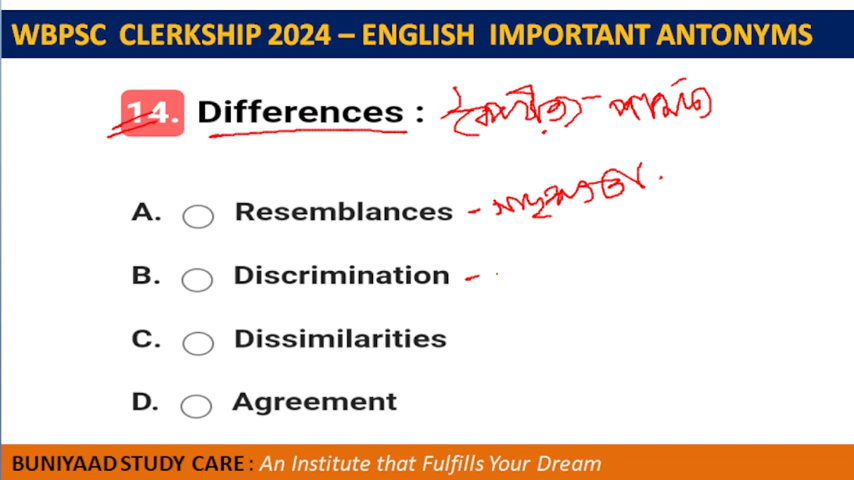 WBPSC CLERKSHIP 2024 – ENGLISH IMPORTANT ANTONYMS
14. Differences :
A. Resemblances -
B. Discrimination -
C. Dissimilarities
D. Agreement
BUNIYAAD STUDY CARE : An Institute that Fulfills Your Dream